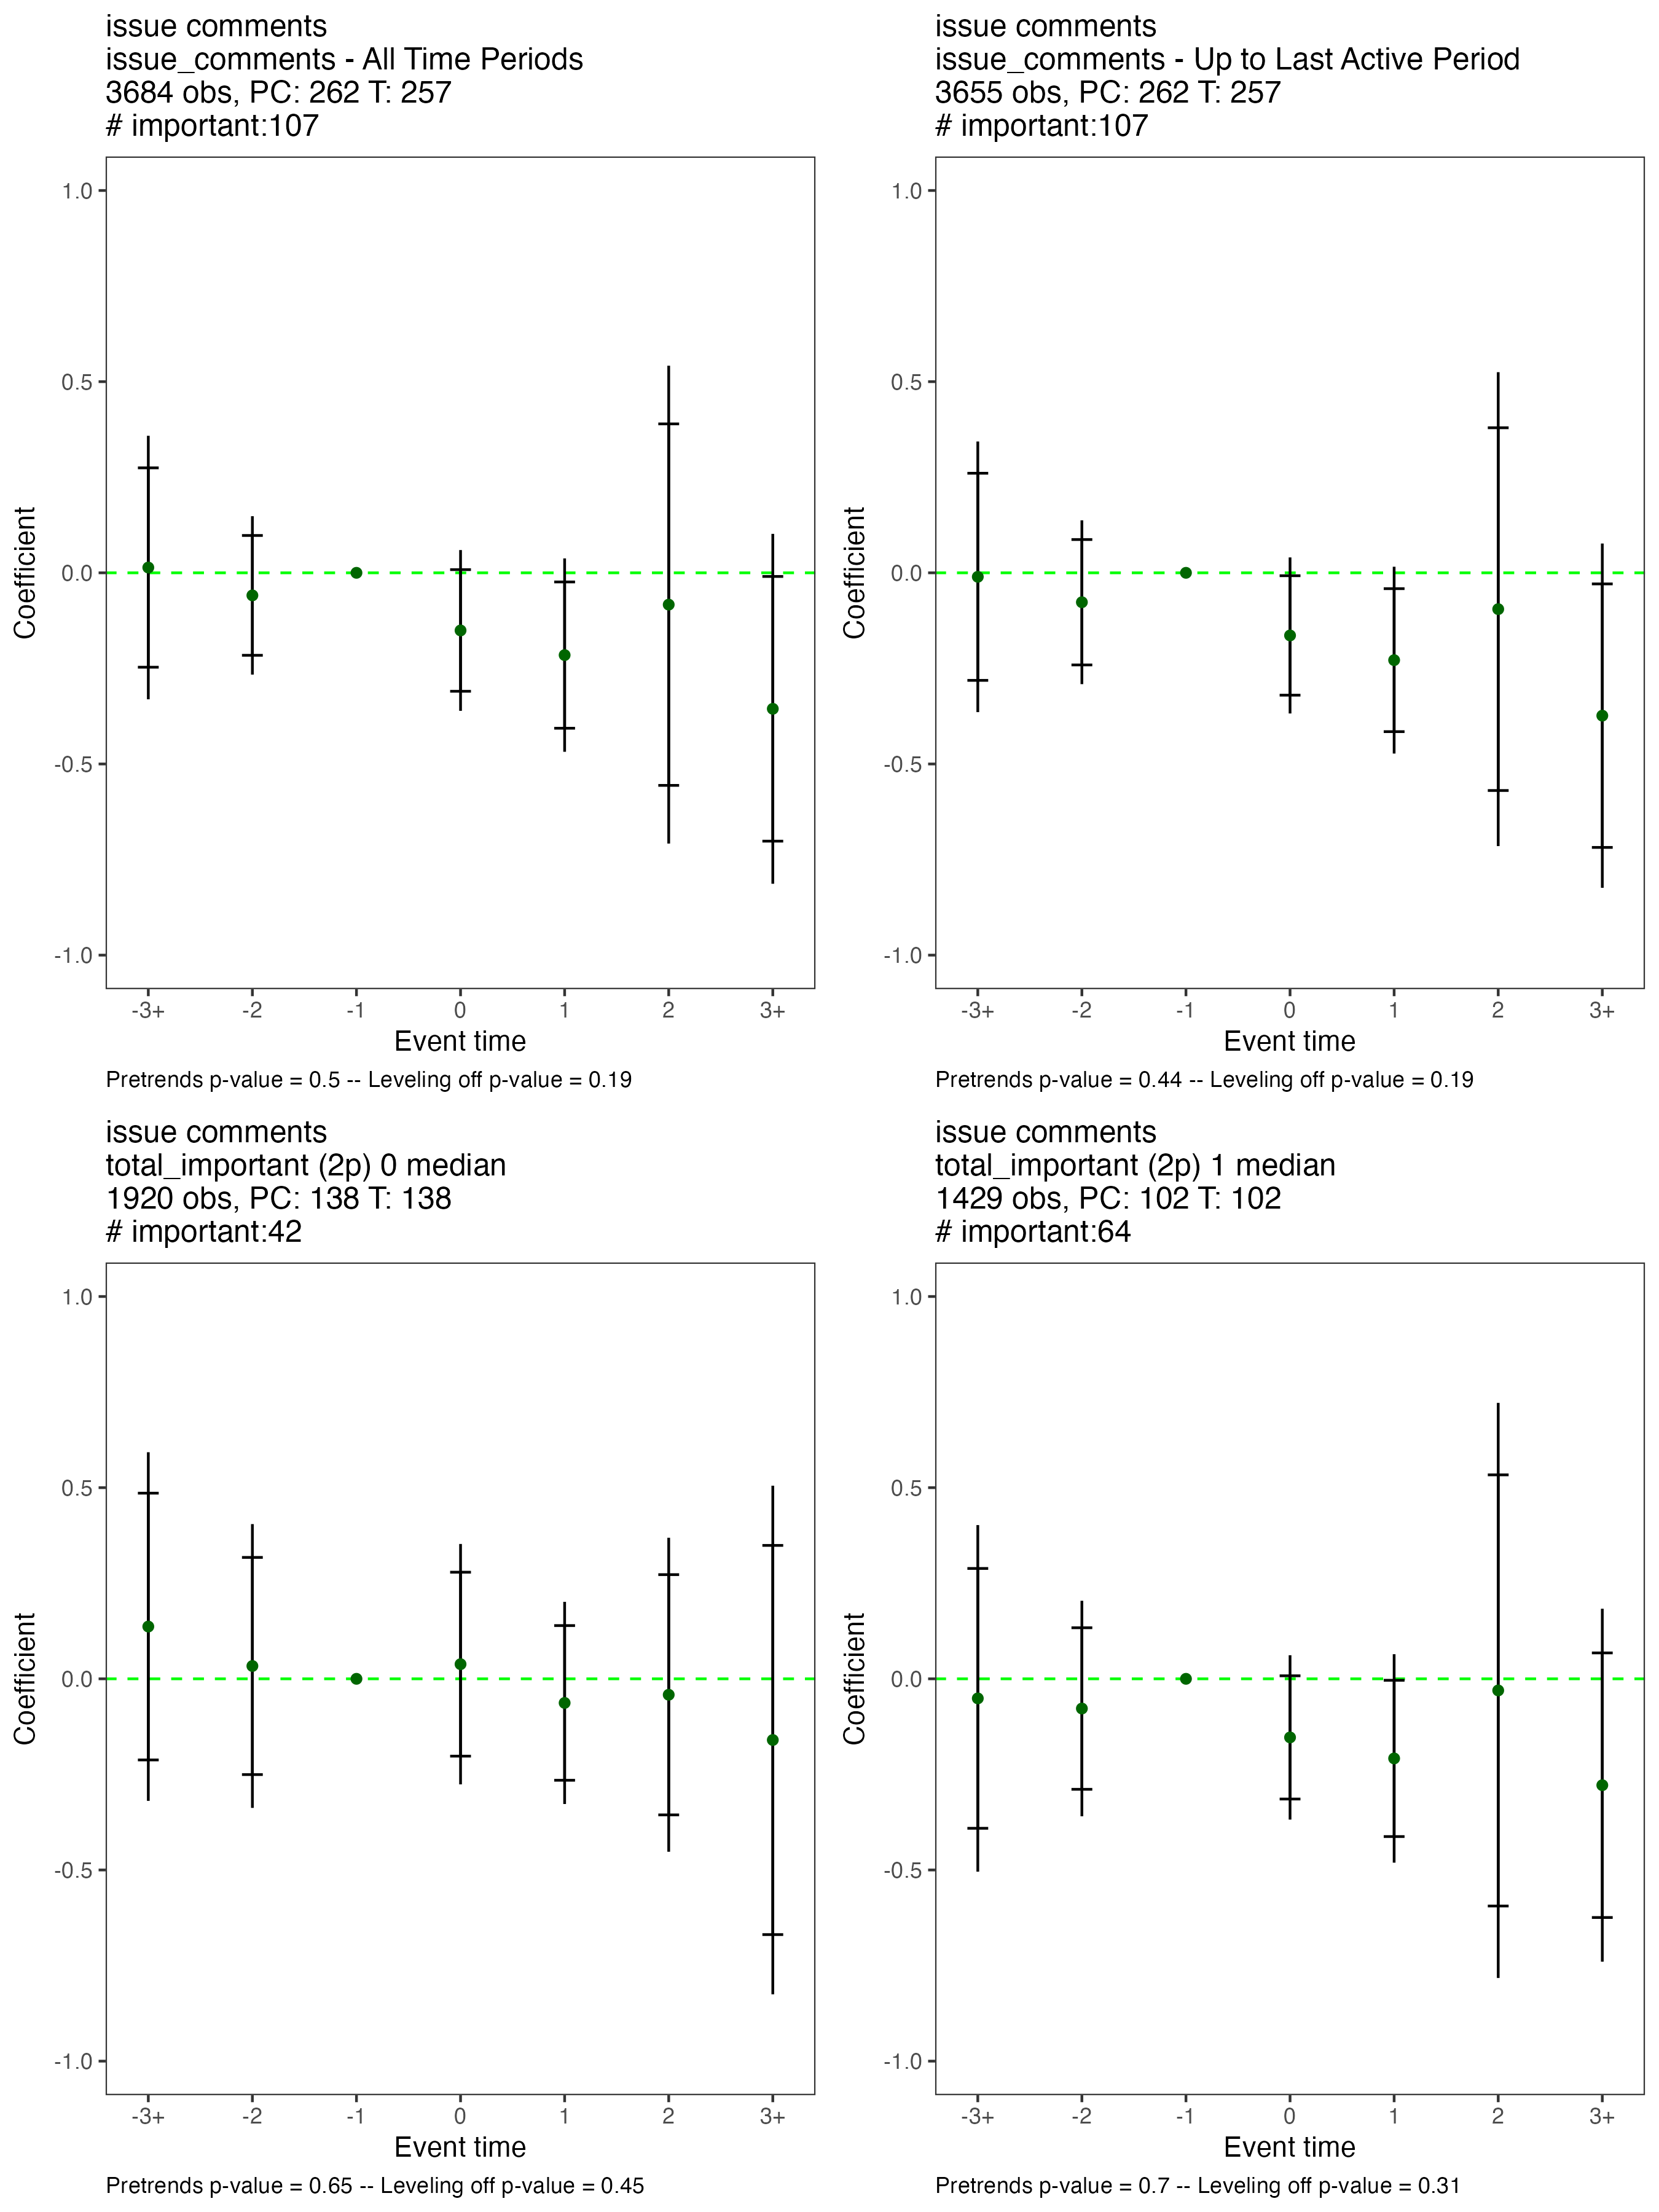 issue comments
issue_comments - All Time Periods
3684 obs, PC: 262 T: 257
# important:107
1.0
0.5
0.0
-0.5
-1.0
Coefficient
-3+ -2 -1 0 1 2 3+
Event time
Pretrends p-value = 0.5 -- Leveling off p-value = 0.19
issue comments
issue_comments - Up to Last Active Period
3655 obs, PC: 262 T: 257
# important:107
1.0
0.5
0.0
-0.5
-1.0
Coefficient
-3+ -2 -1 0 1 2 3+
Event time
Pretrends p-value = 0.44 -- Leveling off p-value = 0.19
issue comments
total_important (2p) 0 median
1920 obs, PC: 138 T: 138
# important:42
1.0
0.5
0.0
-0.5
-1.0
Coefficient
-3+ -2 -1 0 1 2 3+
Event time
Pretrends p-value = 0.65 -- Leveling off p-value = 0.45
issue comments
total_important (2p) 1 median
1429 obs, PC: 102 T: 102
# important:64
1.0
0.5
0.0
-0.5
-1.0
Coefficient
-3+ -2 -1 0 1 2 3+
Event time
Pretrends p-value = 0.7 -- Leveling off p-value = 0.31